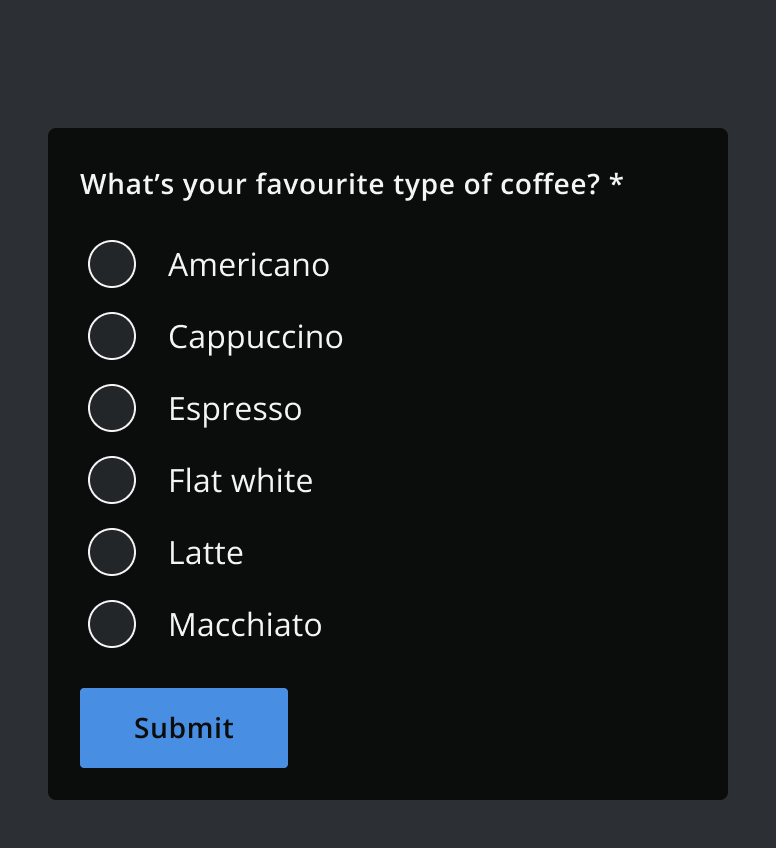 What’s your favourite type of coffee? *
Americano
Cappuccino
Espresso
Flat white
Latte
Macchiato
Submit